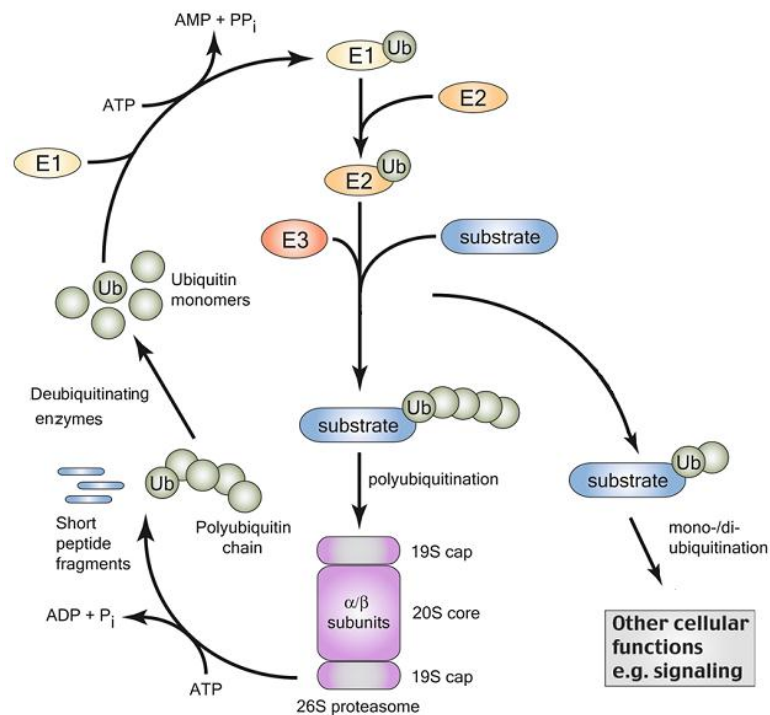 AMP + PPi
E1
Ub
ATP
E2
E1
E2
Ub
E3
substrate
Ub
Ubiquitin
monomers
Deubiquitinating
enzymes
substrate
Ub
polyubiquitination
substrate
Ub
mono-/di-
ubiquitination
Ub
Short
peptide
fragments
Polyubiquitin
chain
19S cap
α/β
subunits
20S core
19S cap
ADP + Pi
ATP
26S proteasome
Other cellular
functions
e.g. signaling